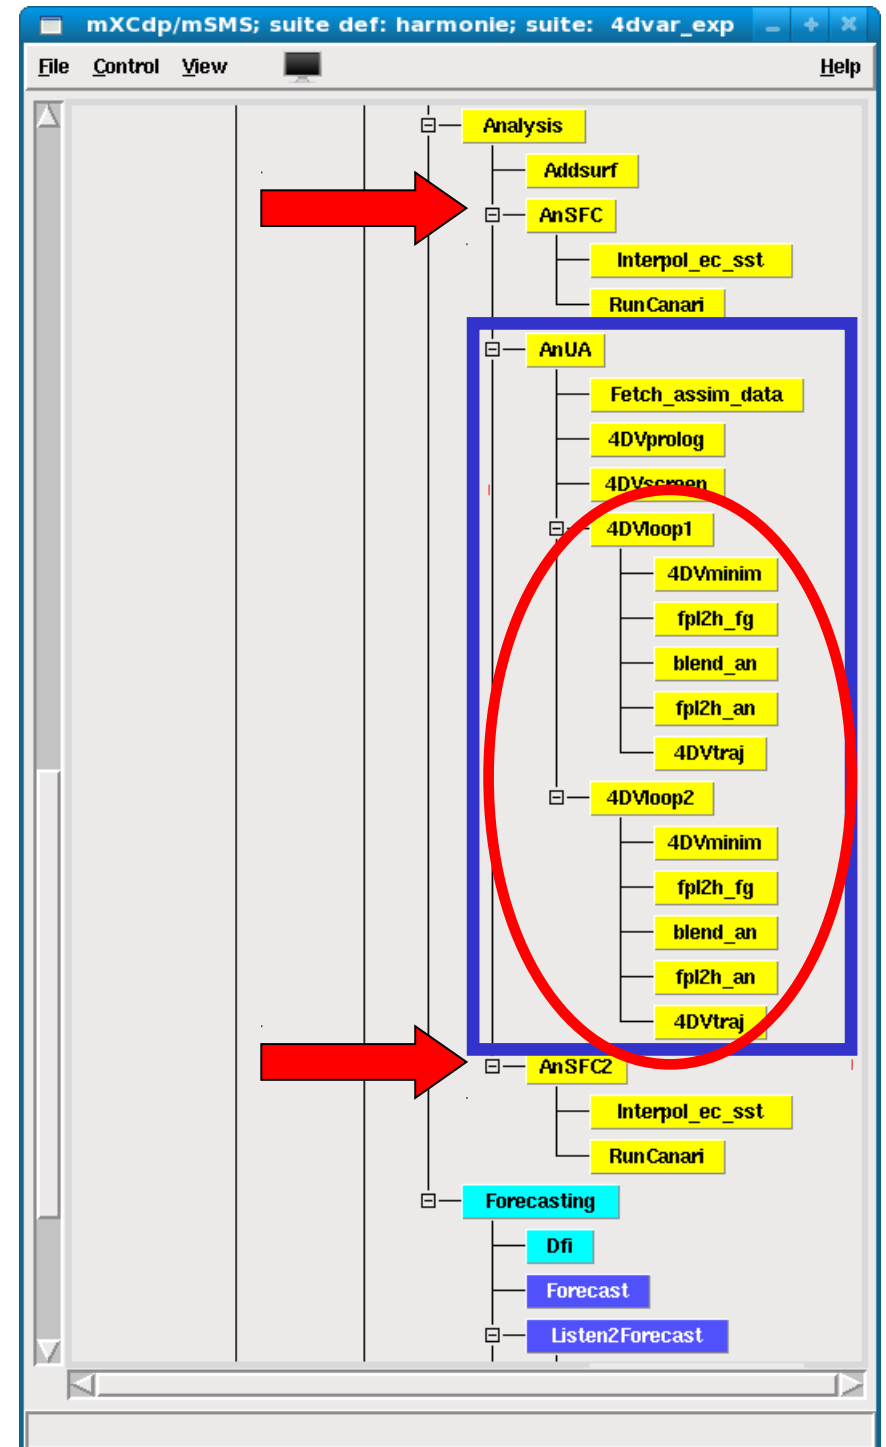 mXCdp/mSMS; suite def: harmonie; suite: 4dvar_exp
File Control View Help
Analysis
Addsurf
AnSFC
Interpol_ec_sst
RunCanari
AnUA
Fetch_assim_data
4DVprolog
4DVscreen
4DVloop1
4DVminim
fpl2h_fg
blend_an
fpl2h_an
4DVtraj
4DVloop2
4DVminim
fpl2h_fg
blend_an
fpl2h_an
4DVtraj
AnSFC2
Interpol_ec_sst
RunCanari
Forecasting
Dfi
Forecast
Listen2Forecast